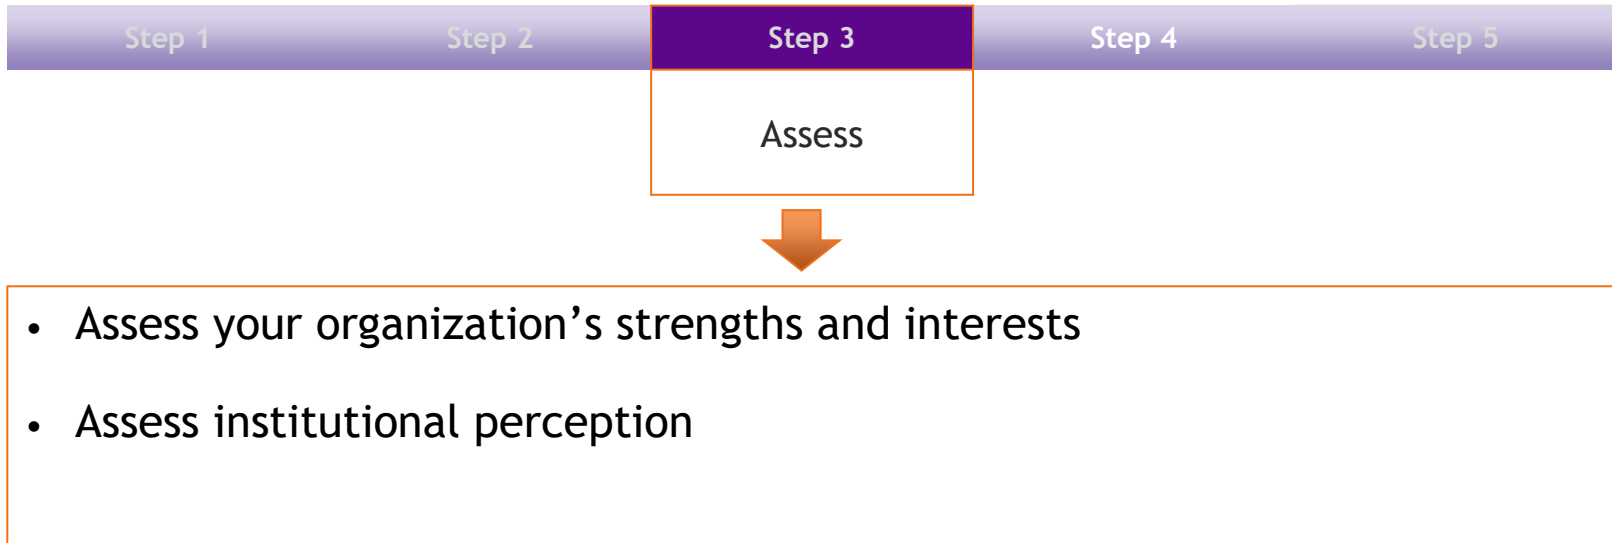 Step 1 Step 2 Step 3 Step 4 Step 5
Assess
• Assess your organization’s strengths and interests
• Assess institutional perception